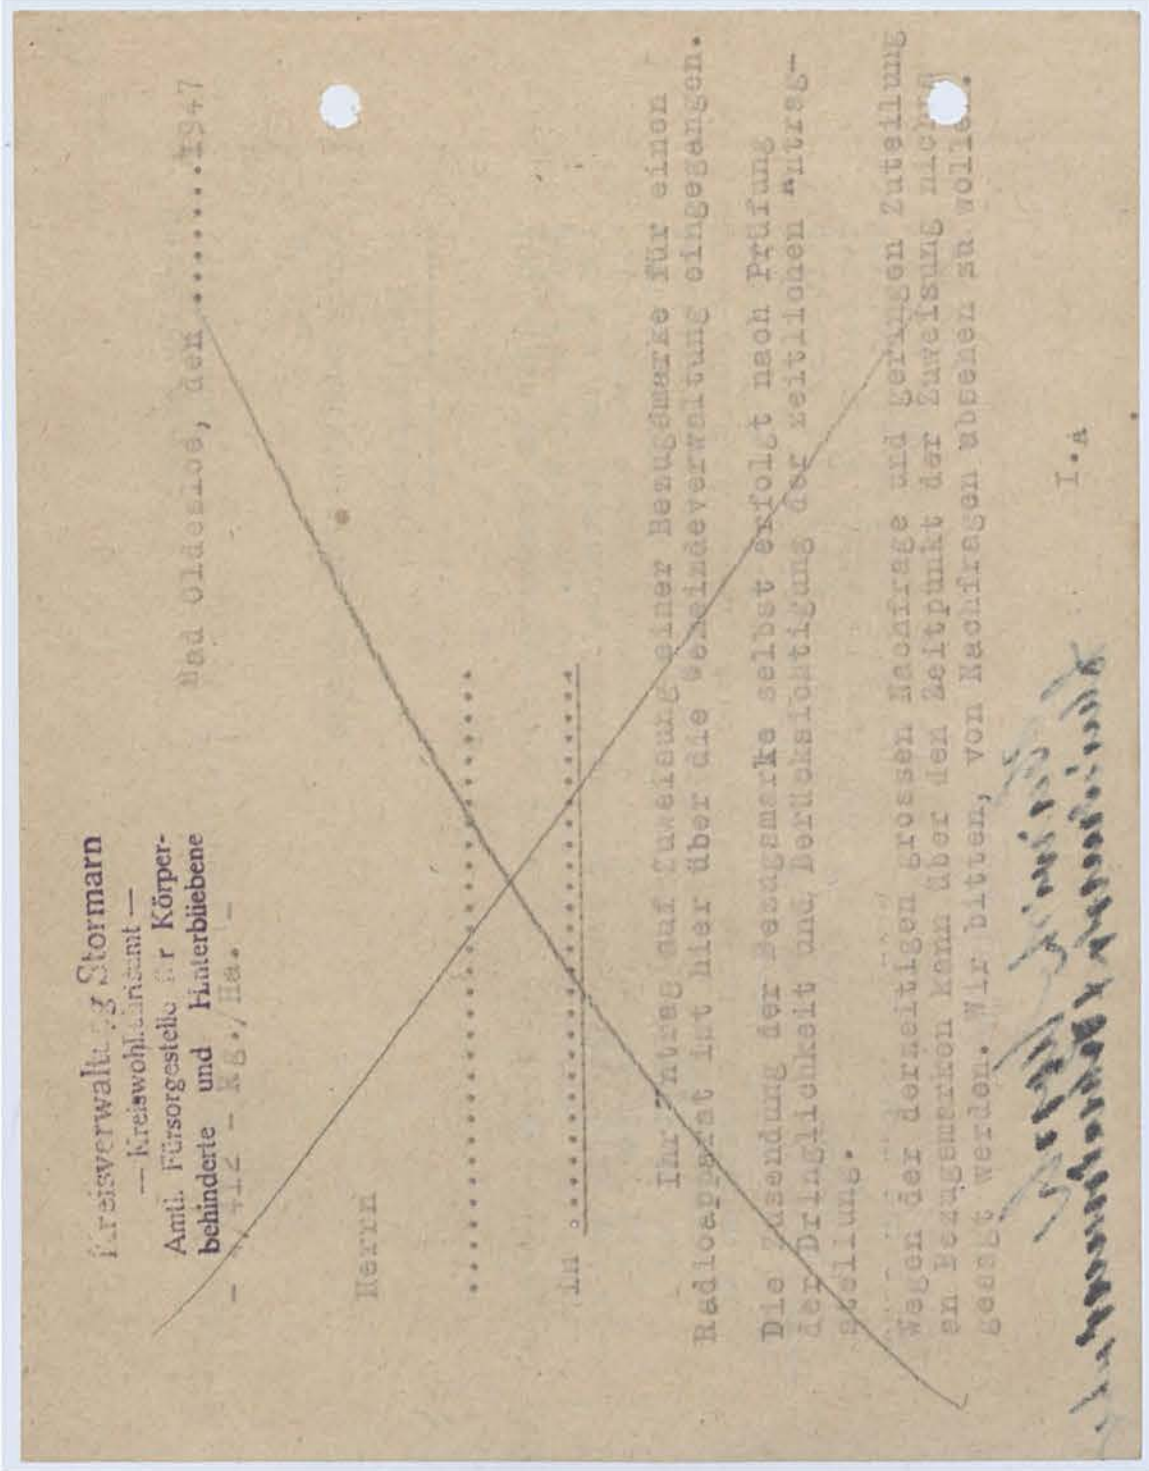 Kreisverwaltung Stormarn
— Kreiswohlfahrtsamt —
Amtl. Fürsorgestelle für Körper-
behinderte und Hinterbliebene
- 4/412 - Kg./Ha. -
Bad Oldesloe, den ........1947
Herrn
..............................
in ...........................
Ihr Antrag auf Zuweisung einer Bezugsmarke für einen
Radioapparat ist hier über die Gemeindeverwaltung eingegangen.
Die Zusendung der Bezugsmarke selbst erfolgt nach Prüfung
der Dringlichkeit und Berücksichtigung der zeitlichen Antrag-
stellung.
Wegen der derzeitigen grossen Nachfrage und geringen Zuteilung
an Bezugsmarken kann über den Zeitpunkt der Zuweisung nichts
gesagt werden. Wir bitten, von Nachfragen absehen zu wollen.
I.A